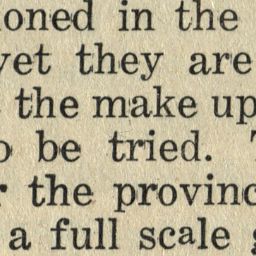 oned in the
yet they are
the make up
o be tried.
r the provinc
a full scale